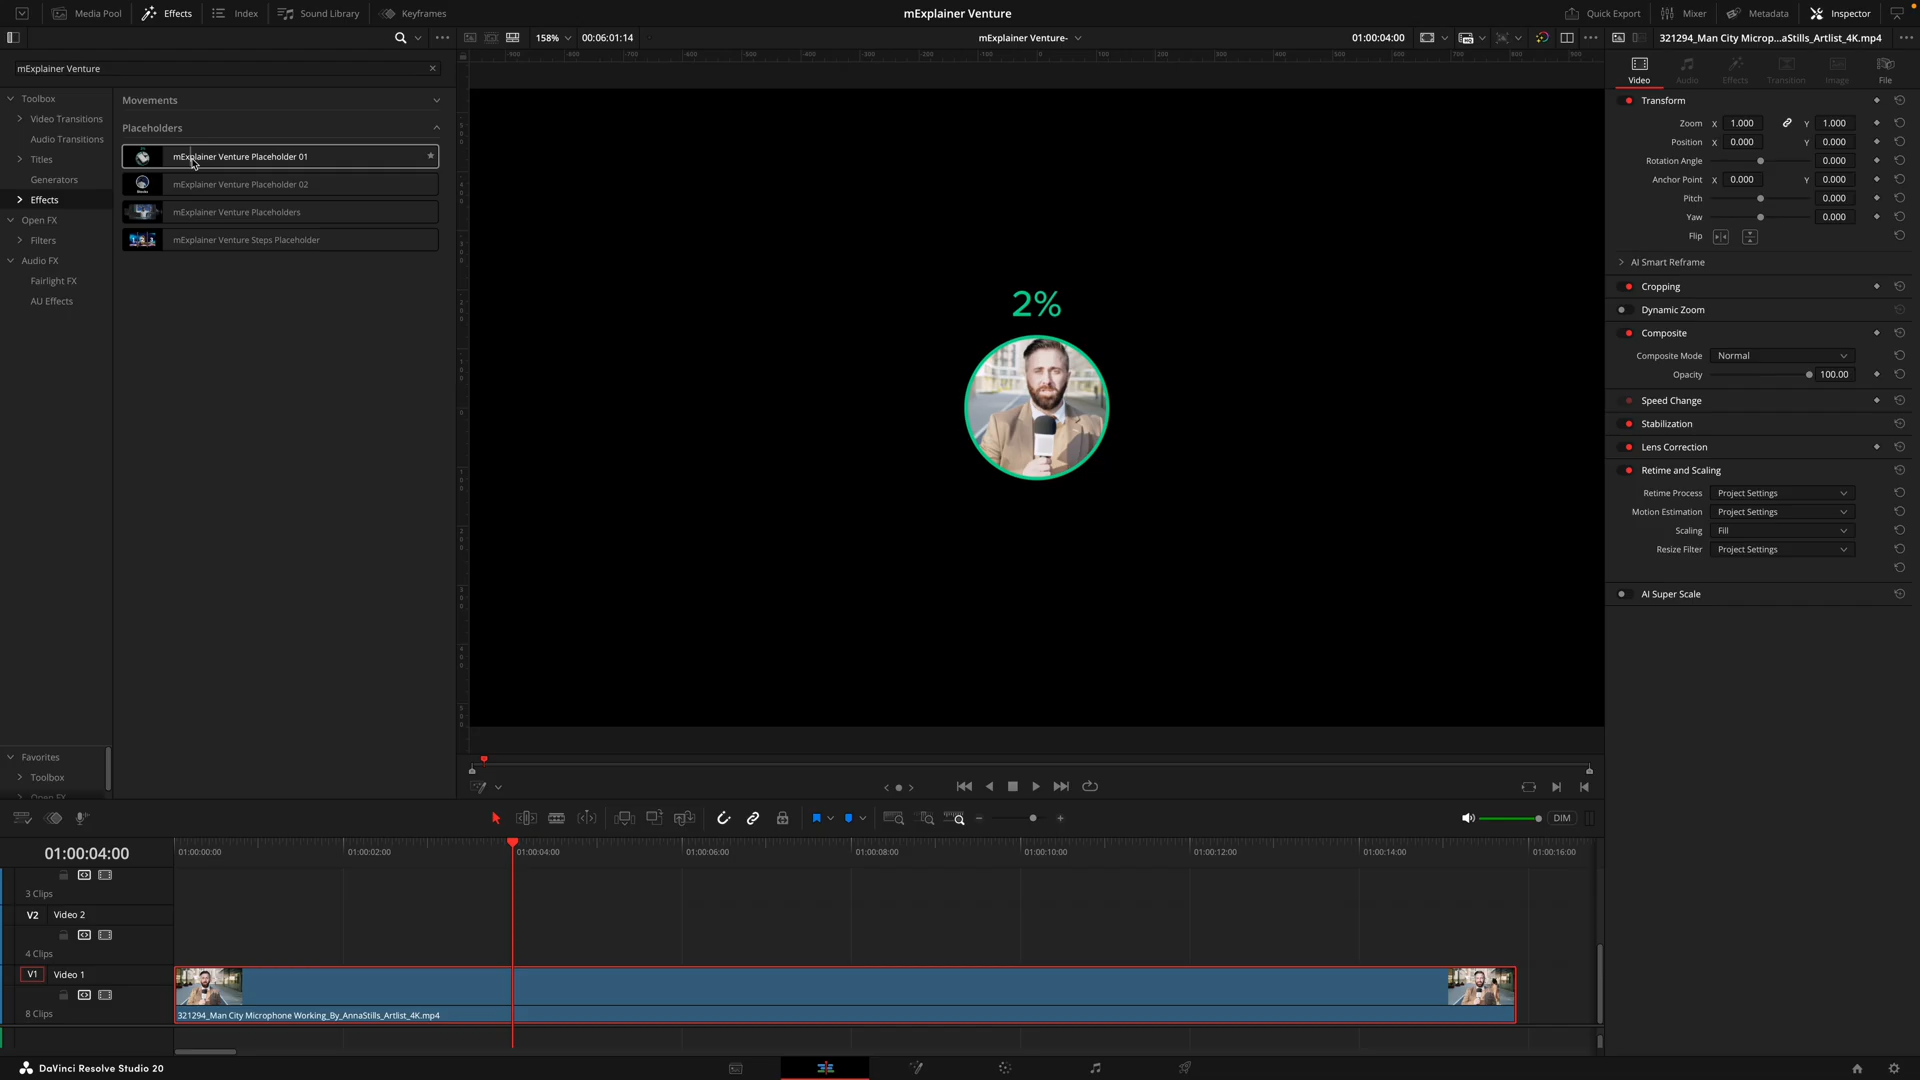 Media Pool
Effects
Index
Sound Library
Keyframes
mExplainer Venture
Quick Export
Mixer
Metadata
Inspector
158%
00:06:01:14
mExplainer Venture-
01:00:04:00
321294_Man City Microp...aStills_Artlist_4K.mp4
mExplainer Venture
Toolbox
Video Transitions
Audio Transitions
Titles
Generators
Effects
Open FX
Filters
Audio FX
Fairlight FX
AU Effects
Movements
Placeholders
mExplainer Venture Placeholder 01
mExplainer Venture Placeholder 02
mExplainer Venture Placeholders
mExplainer Venture Steps Placeholder
2%
Video
Audio
Effects
Transition
Image
File
Transform
Zoom X 1.000 Y 1.000
Position X 0.000 Y 0.000
Rotation Angle 0.000
Anchor Point X 0.000 Y 0.000
Pitch 0.000
Yaw 0.000
Flip
AI Smart Reframe
Cropping
Dynamic Zoom
Composite
Composite Mode Normal
Opacity 100.00
Speed Change
Stabilization
Lens Correction
Retime and Scaling
Retime Process Project Settings
Motion Estimation Project Settings
Scaling Fill
Resize Filter Project Settings
AI Super Scale
Favorites
Toolbox
Open FX
DIM
01:00:04:00
01:00:00:00
01:00:02:00
01:00:04:00
01:00:06:00
01:00:08:00
01:00:10:00
01:00:12:00
01:00:14:00
01:00:16:00
3 Clips
V2 Video 2
4 Clips
V1 Video 1
8 Clips
321294_Man City Microphone Working_By_AnnaStills_Artlist_4K.mp4
DaVinci Resolve Studio 20